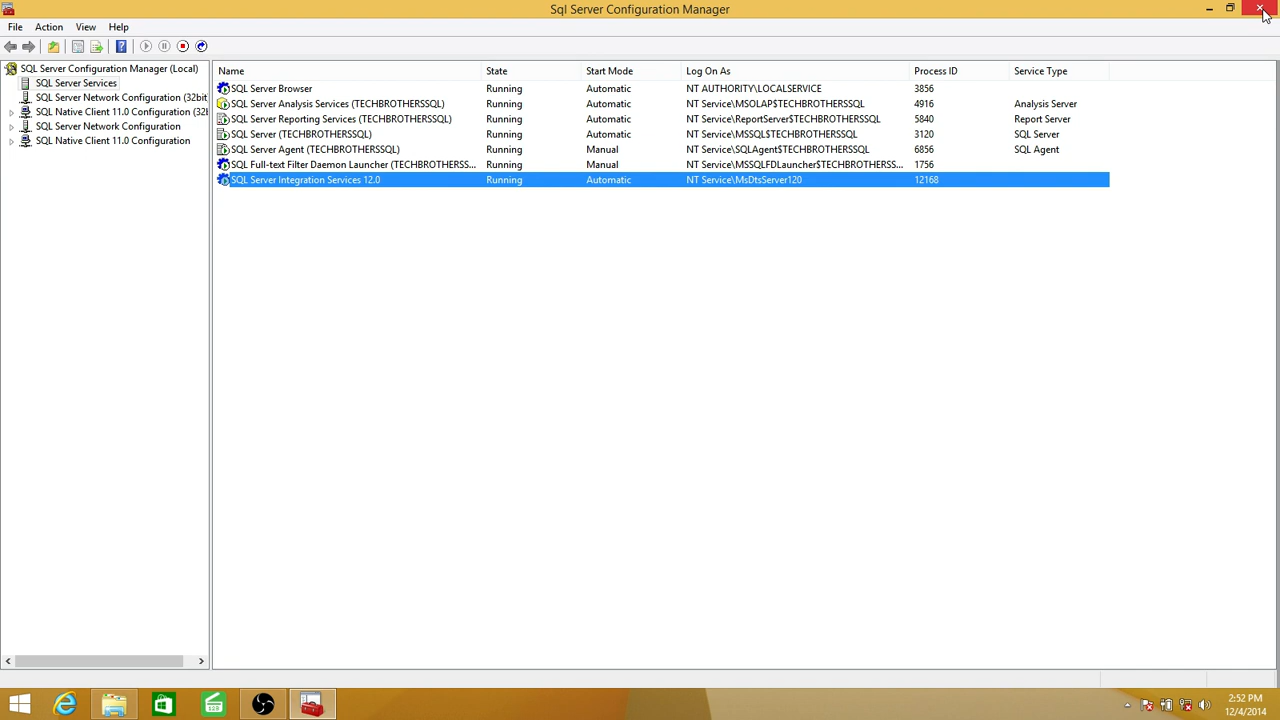 Sql Server Configuration Manager
File Action View Help
SQL Server Configuration Manager (Local)
SQL Server Services
SQL Server Network Configuration (32bit
SQL Native Client 11.0 Configuration (32l
SQL Server Network Configuration
SQL Native Client 11.0 Configuration
Name State Start Mode Log On As Process ID Service Type
SQL Server Browser Running Automatic NT AUTHORITY\LOCALSERVICE 3856
SQL Server Analysis Services (TECHBROTHERSSQL) Running Automatic NT Service\MSOLAP$TECHBROTHERSSQL 4916 Analysis Server
SQL Server Reporting Services (TECHBROTHERSSQL) Running Automatic NT Service\ReportServer$TECHBROTHERSSQL 5840 Report Server
SQL Server (TECHBROTHERSSQL) Running Automatic NT Service\MSSQL$TECHBROTHERSSQL 3120 SQL Server
SQL Server Agent (TECHBROTHERSSQL) Running Manual NT Service\SQLAgent$TECHBROTHERSSQL 6856 SQL Agent
SQL Full-text Filter Daemon Launcher (TECHBROTHERSS... Running Manual NT Service\MSSQLFDLauncher$TECHBROTHERSS... 1756
SQL Server Integration Services 12.0 Running Automatic NT Service\MsDtsServer120 12168
2:52 PM
12/4/2014